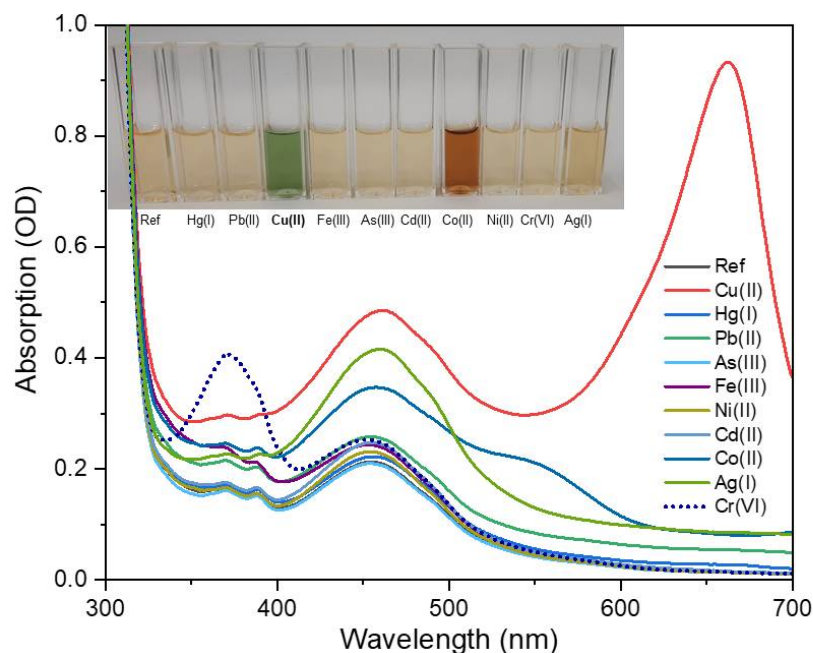 1.0
0.8
0.6
0.4
0.2
0.0
Absorption (OD)
Ref Hg(I) Pb(II) Cu(II) Fe(III) As(III) Cd(II) Co(II) Ni(II) Cr(VI) Ag(I)
Ref
Cu(II)
Hg(I)
Pb(II)
As(III)
Fe(III)
Ni(II)
Cd(II)
Co(II)
Ag(I)
Cr(VI)
300 400 500 600 700
Wavelength (nm)